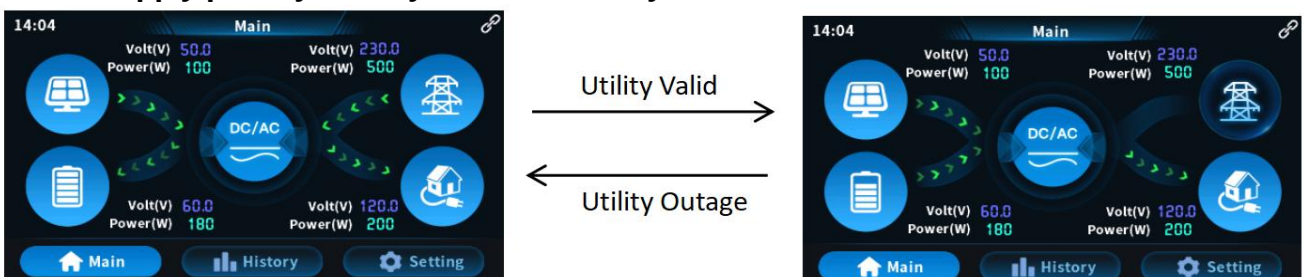 14:04 Main
Volt(V) 50.0 Volt(V) 230.0
Power(W) 100 Power(W) 500
DC/AC
Volt(V) 60.0 Volt(V) 120.0
Power(W) 180 Power(W) 200
Main History Setting
Utility Valid
Utility Outage
14:04 Main
Volt(V) 50.0 Volt(V) 230.0
Power(W) 100 Power(W) 500
DC/AC
Volt(V) 60.0 Volt(V) 120.0
Power(W) 180 Power(W) 200
Main History Setting